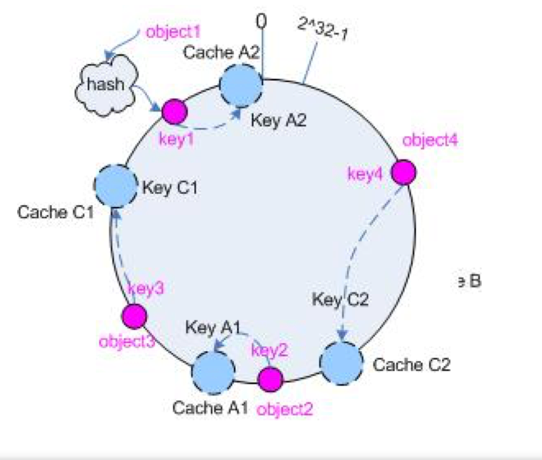 object1
0
2^32-1
Cache A2
hash
Key A2
key1
object4
key4
Key C1
Cache C1
e B
key3
Key C2
object3
Key A1
key2
Cache C2
Cache A1
object2